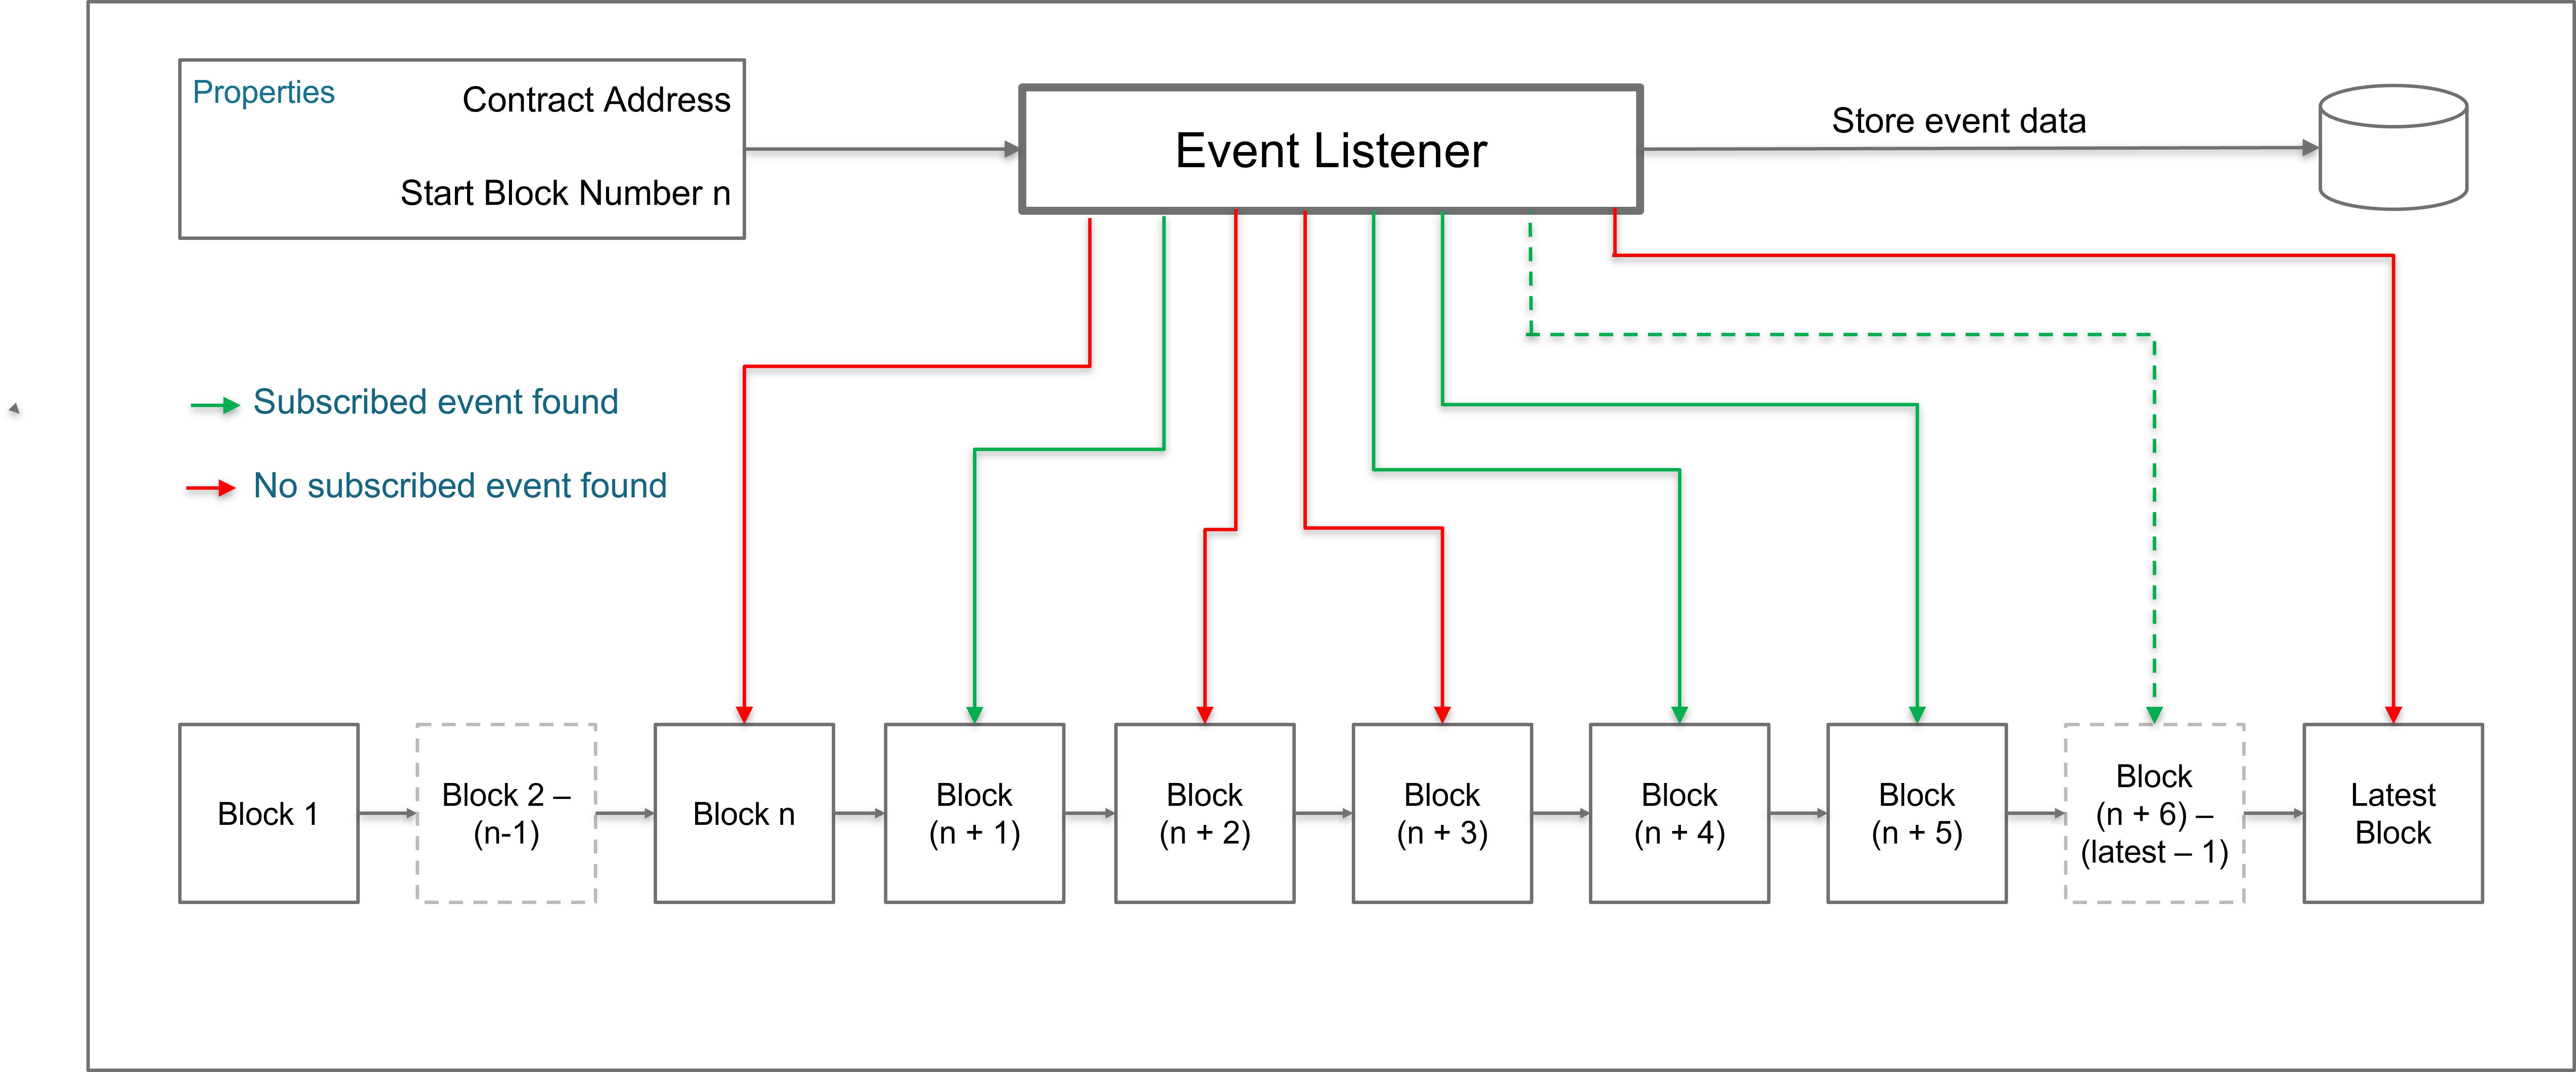 Properties
Contract Address
Start Block Number n
Event Listener
Store event data
Subscribed event found
No subscribed event found
Block 1
Block 2 –
(n-1)
Block n
Block
(n + 1)
Block
(n + 2)
Block
(n + 3)
Block
(n + 4)
Block
(n + 5)
Block
(n + 6) –
(latest – 1)
Latest
Block